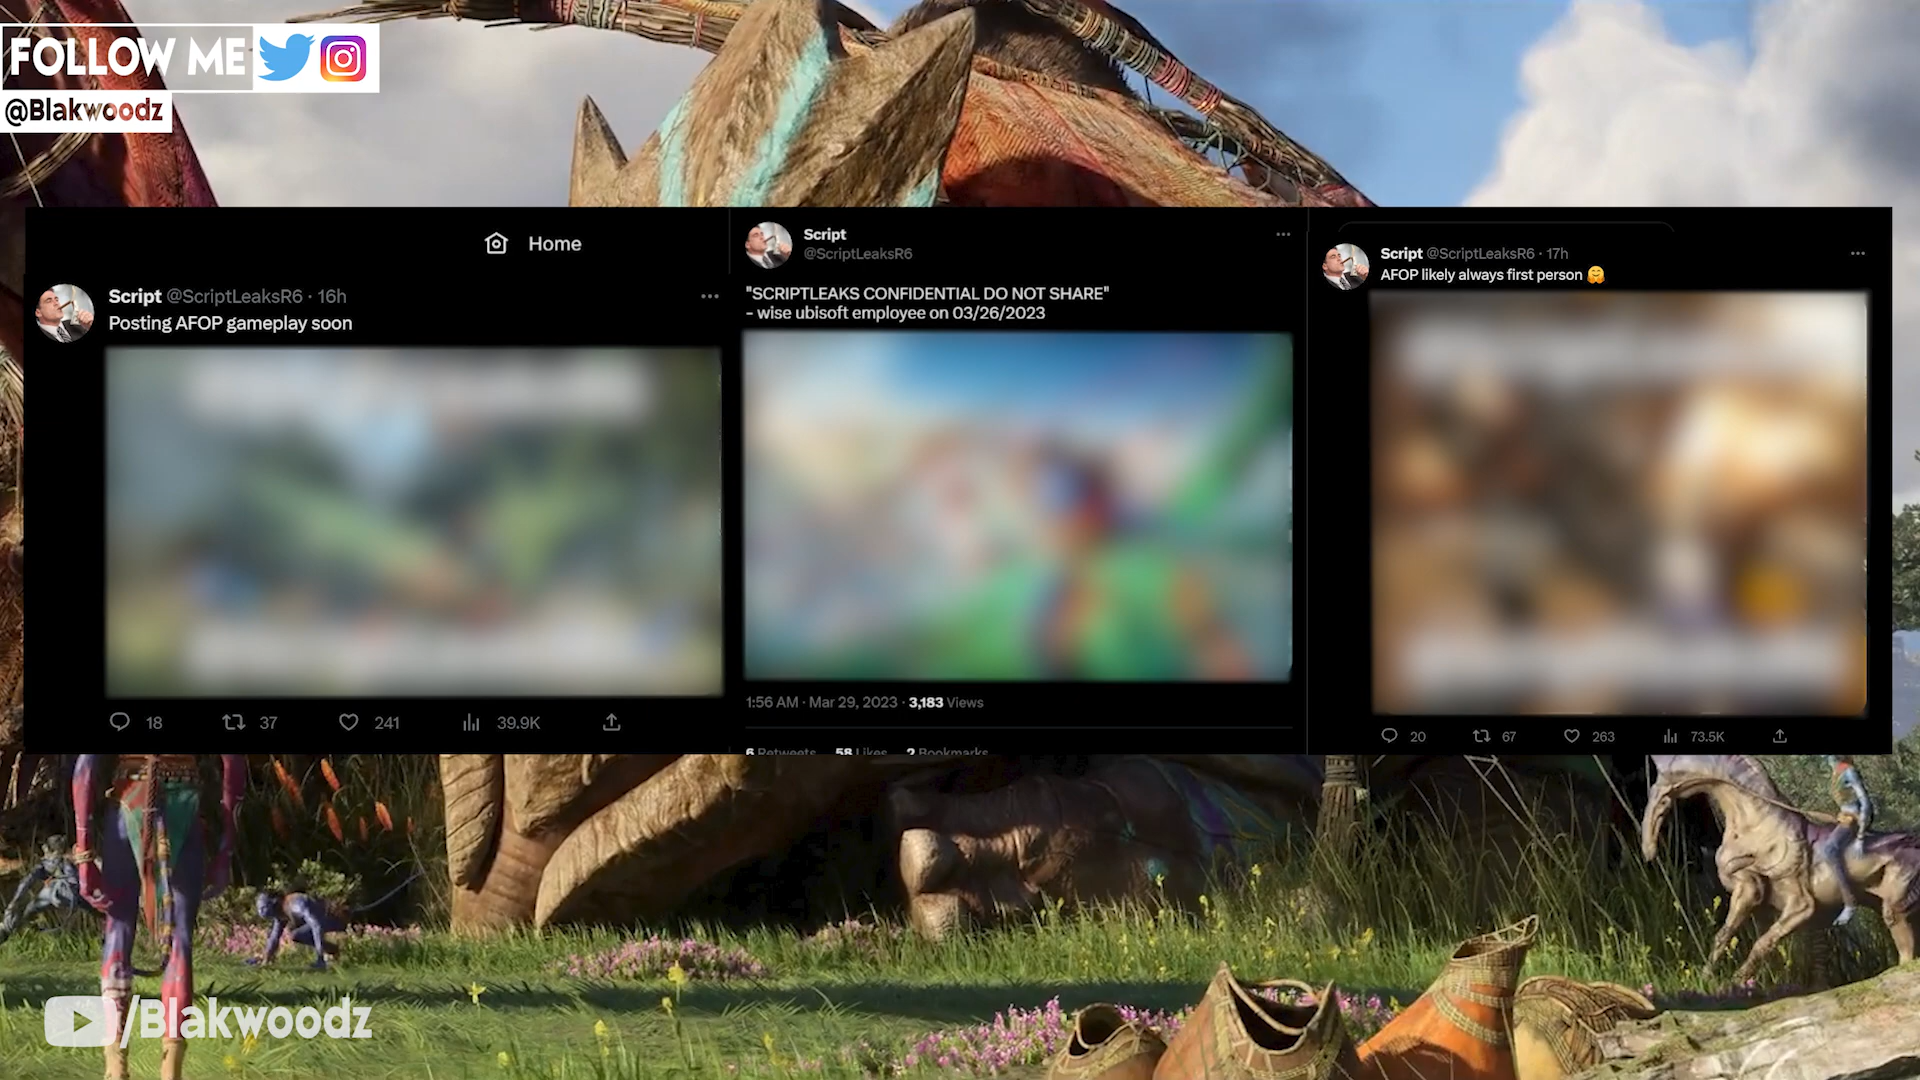 FOLLOW ME
@Blakwoodz
Home
Script @ScriptLeaksR6 · 16h
Posting AFOP gameplay soon
18 37 241 39.9K
Script
@ScriptLeaksR6
"SCRIPTLEAKS CONFIDENTIAL DO NOT SHARE"
- wise ubisoft employee on 03/26/2023
1:56 AM · Mar 29, 2023 · 3,183 Views
6 Retweets 58 Likes 2 Bookmarks
Script @ScriptLeaksR6 · 17h
AFOP likely always first person 🤗
20 67 263 73.5K
/Blakwoodz